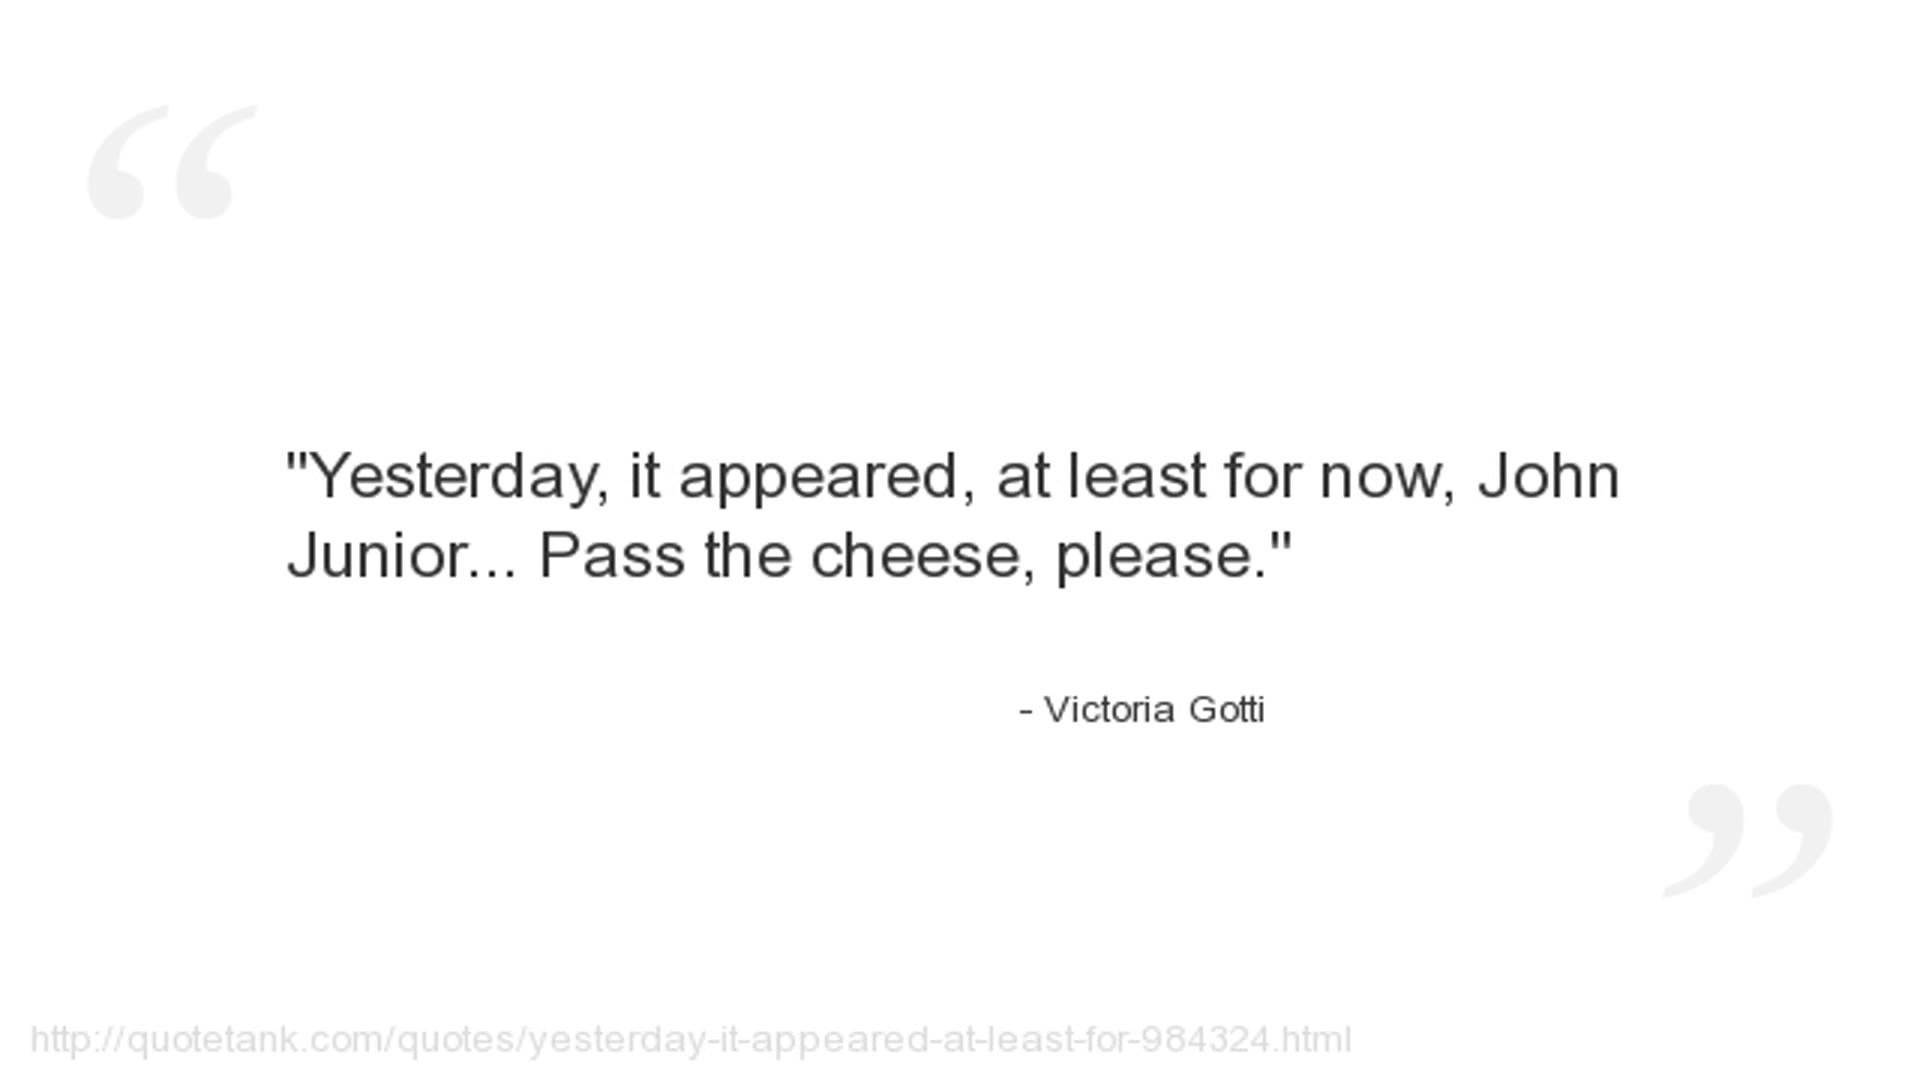 "Yesterday, it appeared, at least for now, John
Junior... Pass the cheese, please."
- Victoria Gotti
http://quotetank.com/quotes/yesterday-it-appeared-at-least-for-984324.html